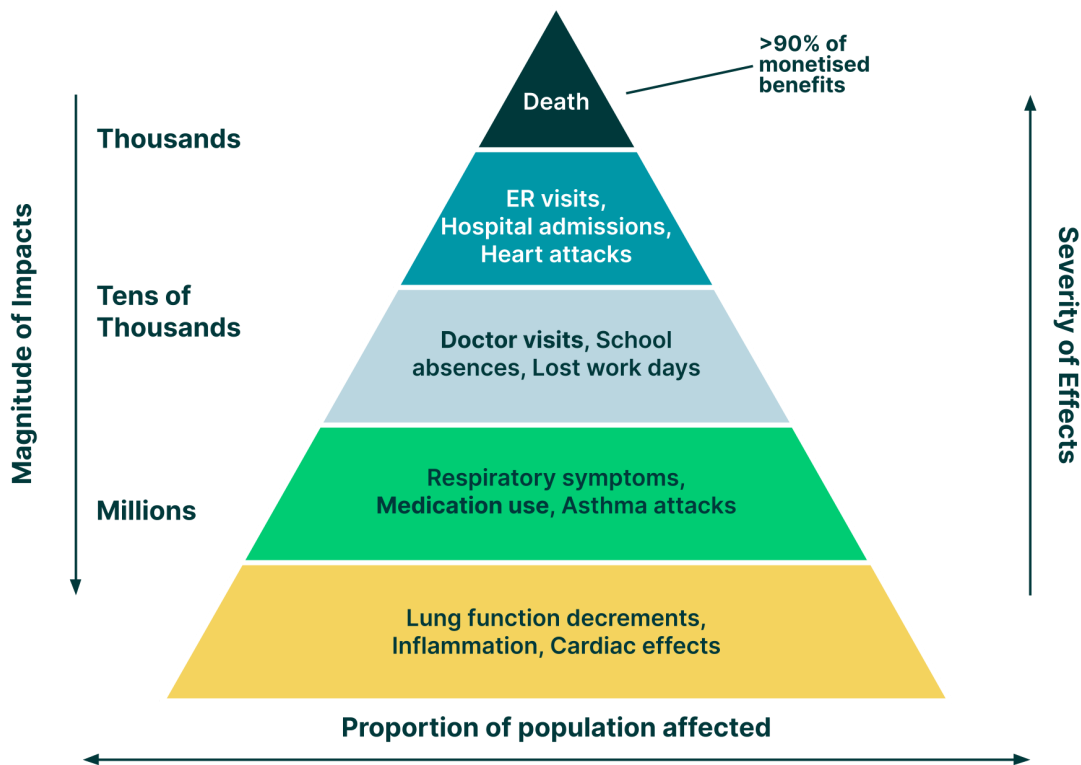 >90% of
monetised
benefits
Death
Thousands
ER visits,
Hospital admissions,
Heart attacks
Magnitude of Impacts
Severity of Effects
Tens of
Thousands
Doctor visits, School
absences, Lost work days
Respiratory symptoms,
Medication use, Asthma attacks
Millions
Lung function decrements,
Inflammation, Cardiac effects
Proportion of population affected